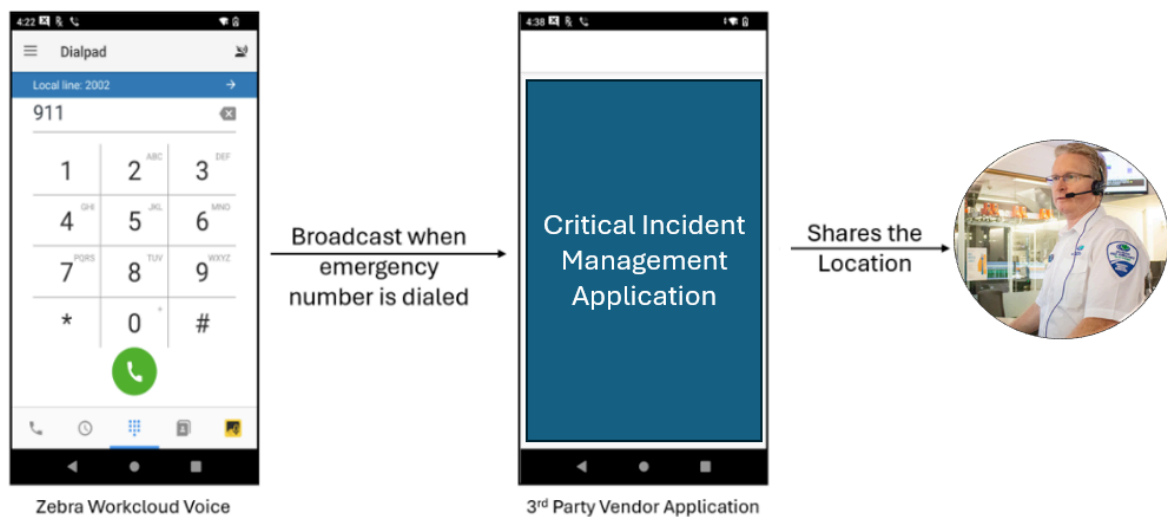 4:22
Dialpad
Local line: 2002
911
1
2 ABC
3 DEF
4 GHI
5 JKL
6 MNO
7 PQRS
8 TUV
9 WXYZ
*
0 +
#
Zebra Workcloud Voice
Broadcast when
emergency
number is dialed
4:38
Critical Incident
Management
Application
3rd Party Vendor Application
Shares the
Location